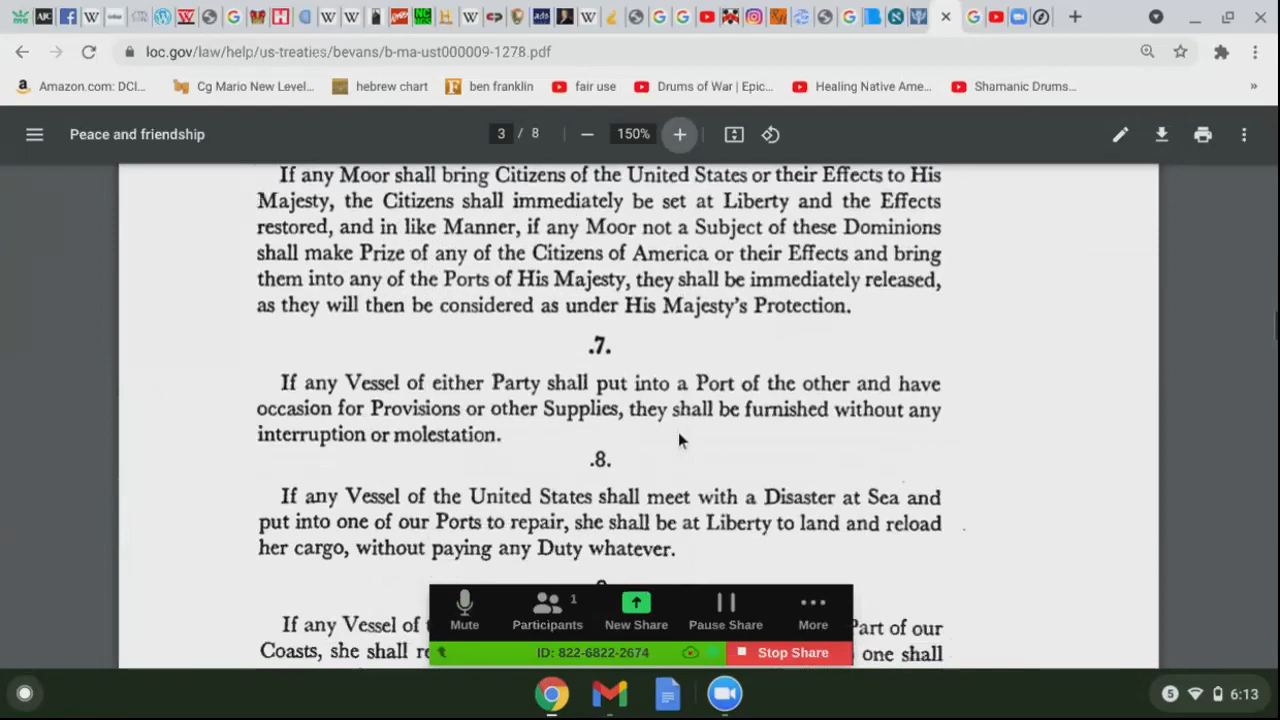 loc.gov/law/help/us-treaties/bevans/b-ma-ust000009-1278.pdf
Amazon.com: DCI... Cg Mario New Level... hebrew chart ben franklin fair use Drums of War | Epic... Healing Native Ame... Shamanic Drums... »
Peace and friendship 3 / 8 150%
If any Moor shall bring Citizens of the United States or their Effects to His
Majesty, the Citizens shall immediately be set at Liberty and the Effects
restored, and in like Manner, if any Moor not a Subject of these Dominions
shall make Prize of any of the Citizens of America or their Effects and bring
them into any of the Ports of His Majesty, they shall be immediately released,
as they will then be considered as under His Majesty's Protection.
.7.
If any Vessel of either Party shall put into a Port of the other and have
occasion for Provisions or other Supplies, they shall be furnished without any
interruption or molestation.
.8.
If any Vessel of the United States shall meet with a Disaster at Sea and
put into one of our Ports to repair, she shall be at Liberty to land and reload
her cargo, without paying any Duty whatever.
If any Vessel of Part of our
Coasts, she shall one shall
1
Mute Participants New Share Pause Share More
ID: 822-6822-2674 Stop Share
5 6:13